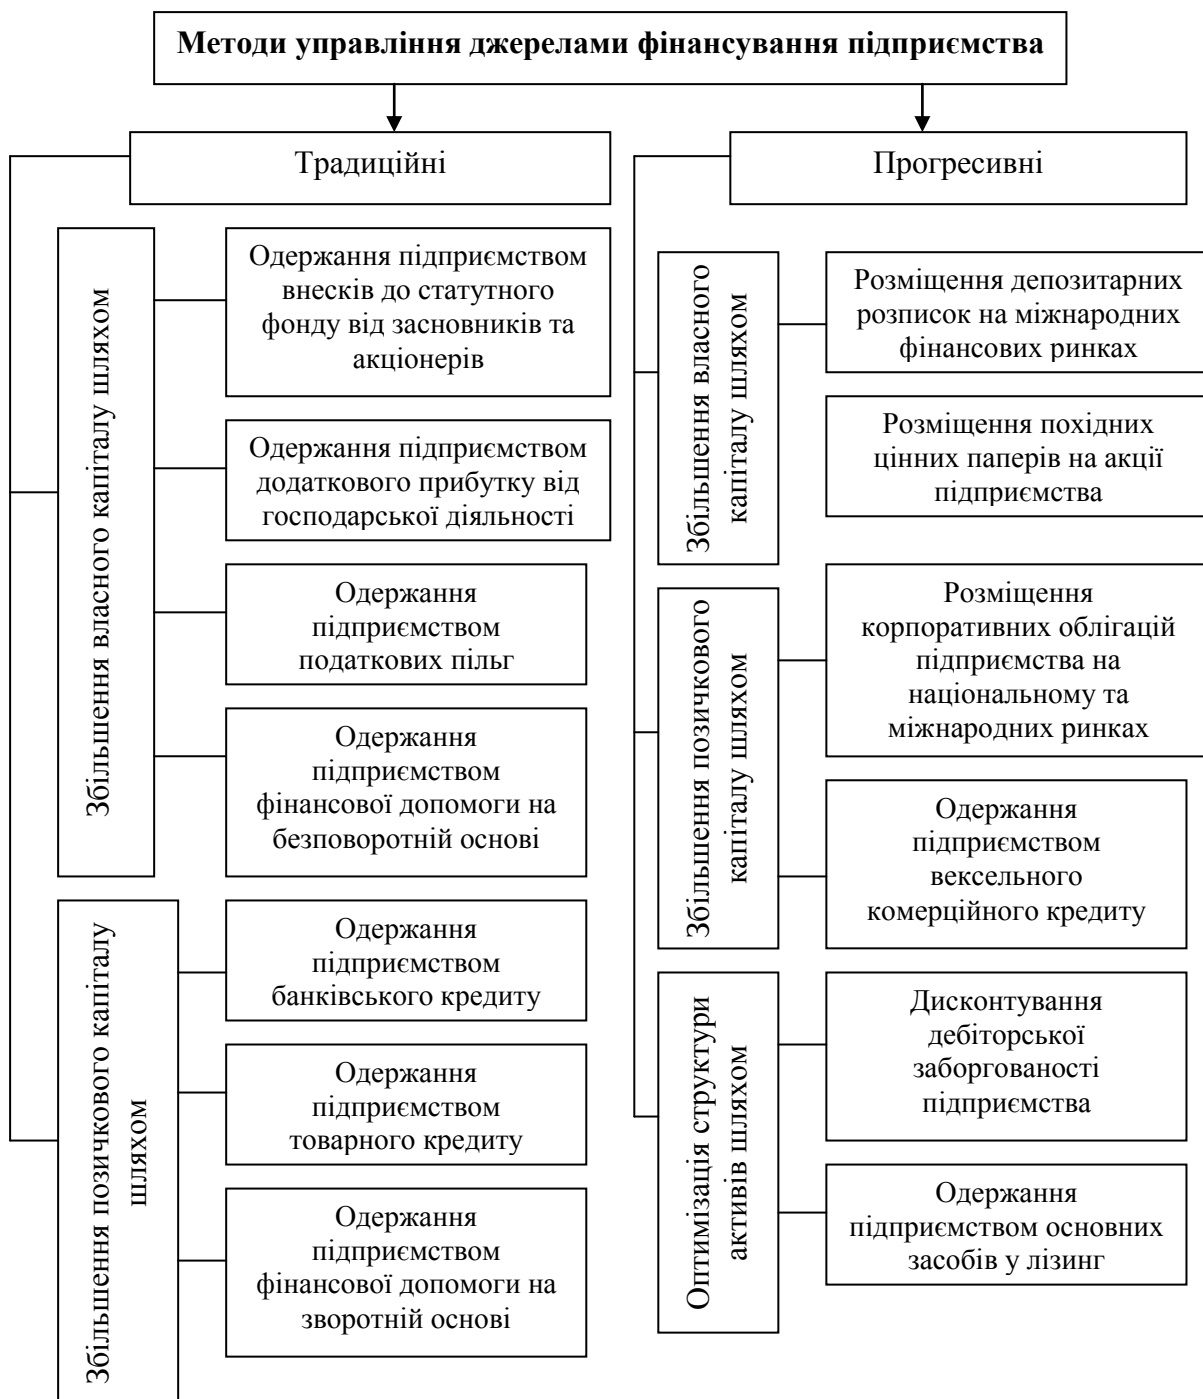 Методи управління джерелами фінансування підприємства
Традиційні
Збільшення власного капіталу шляхом
Одержання підприємством
внесків до статутного
фонду від засновників та
акціонерів
Одержання підприємством
додаткового прибутку від
господарської діяльності
Одержання
підприємством
податкових пільг
Одержання
підприємством
фінансової допомоги на
безповоротній основі
Збільшення позичкового капіталу
шляхом
Одержання
підприємством
банківського кредиту
Одержання
підприємством
товарного кредиту
Одержання
підприємством
фінансової допомоги на
зворотній основі
Прогресивні
Збільшення власного
капіталу шляхом
Розміщення депозитарних
розписок на міжнародних
фінансових ринках
Розміщення похідних
цінних паперів на акції
підприємства
Збільшення позичкового
капіталу шляхом
Розміщення
корпоративних облігацій
підприємства на
національному та
міжнародних ринках
Одержання
підприємством
вексельного
комерційного кредиту
Оптимізація структури
активів шляхом
Дисконтування
дебіторської
заборгованості
підприємства
Одержання
підприємством основних
засобів у лізинг